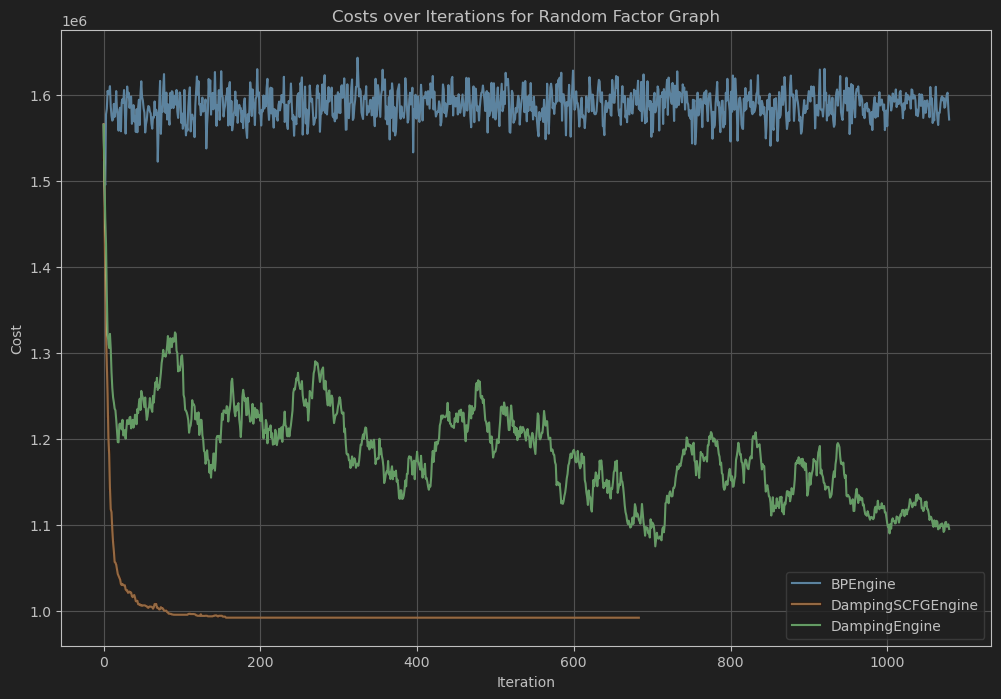 Costs over Iterations for Random Factor Graph
1e6
1.6
1.5
1.4
1.3
1.2
1.1
1.0
Cost
0 200 400 600 800 1000
Iteration
BPEngine
DampingSCFGEngine
DampingEngine